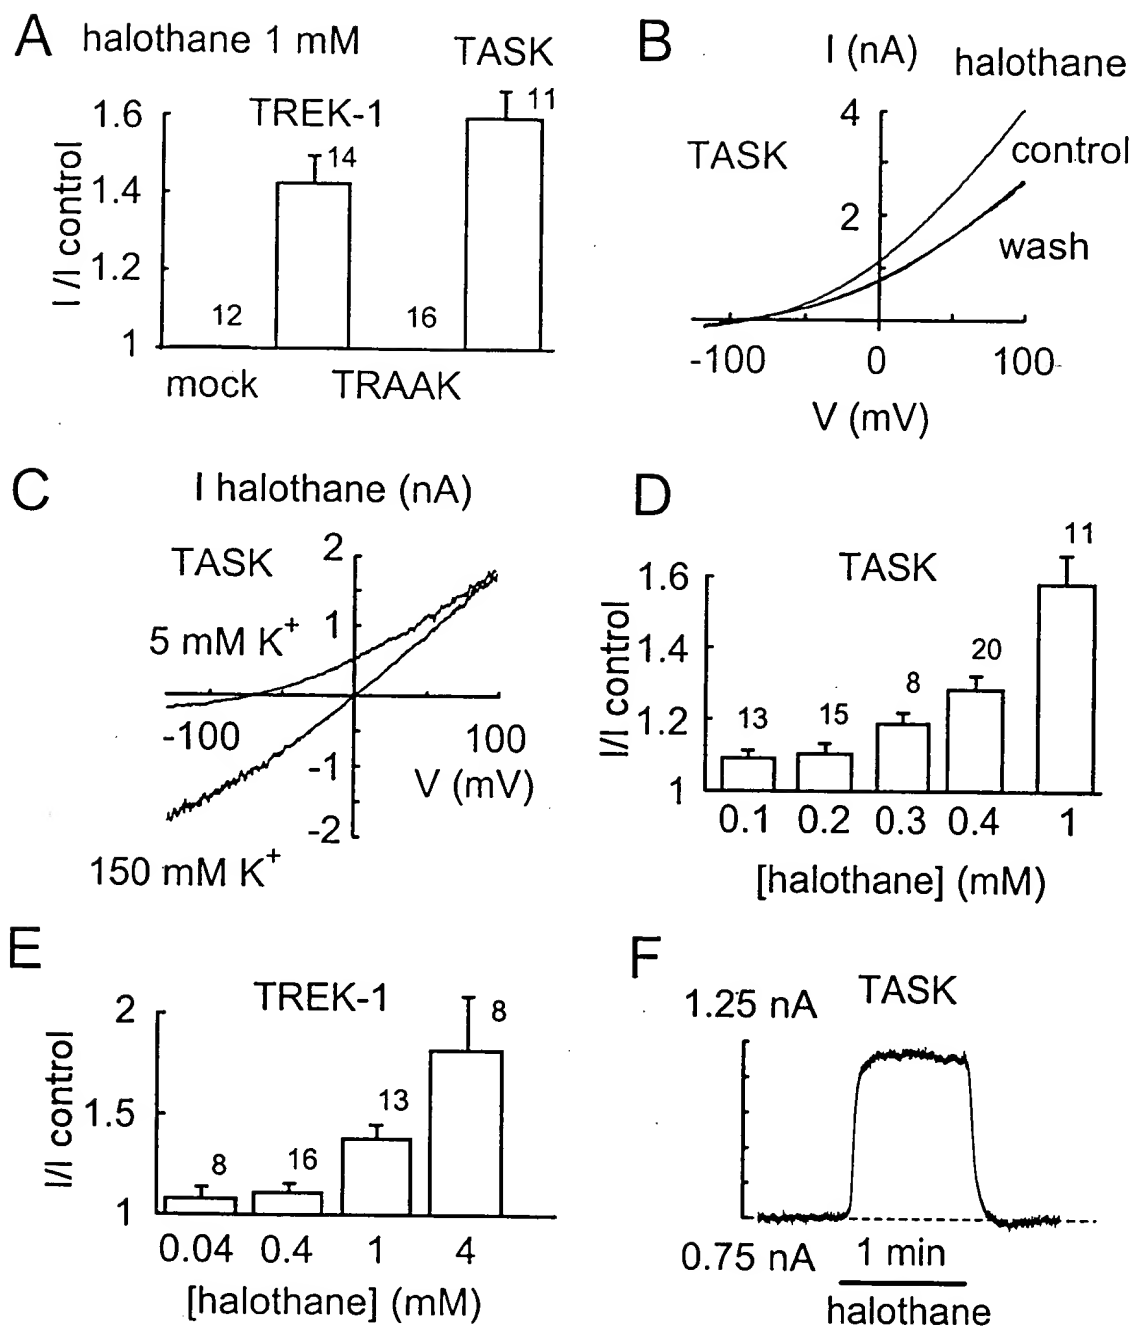 A
halothane 1 mM
TASK
TREK-1
11
14
12
16
I /I control
1.6
1.4
1.2
1
mock
TRAAK
B
I (nA)
halothane
TASK
4
control
2
wash
-100
0
100
V (mV)
C
I halothane (nA)
TASK
2
5 mM K⁺
1
-100
100
-1
V (mV)
-2
150 mM K⁺
D
TASK
11
20
8
13
15
I/I control
1.6
1.4
1.2
1
0.1
0.2
0.3
0.4
1
[halothane] (mM)
E
TREK-1
8
13
16
8
I/I control
2
1.5
1
0.04
0.4
1
4
[halothane] (mM)
F
TASK
1.25 nA
0.75 nA
1 min
halothane